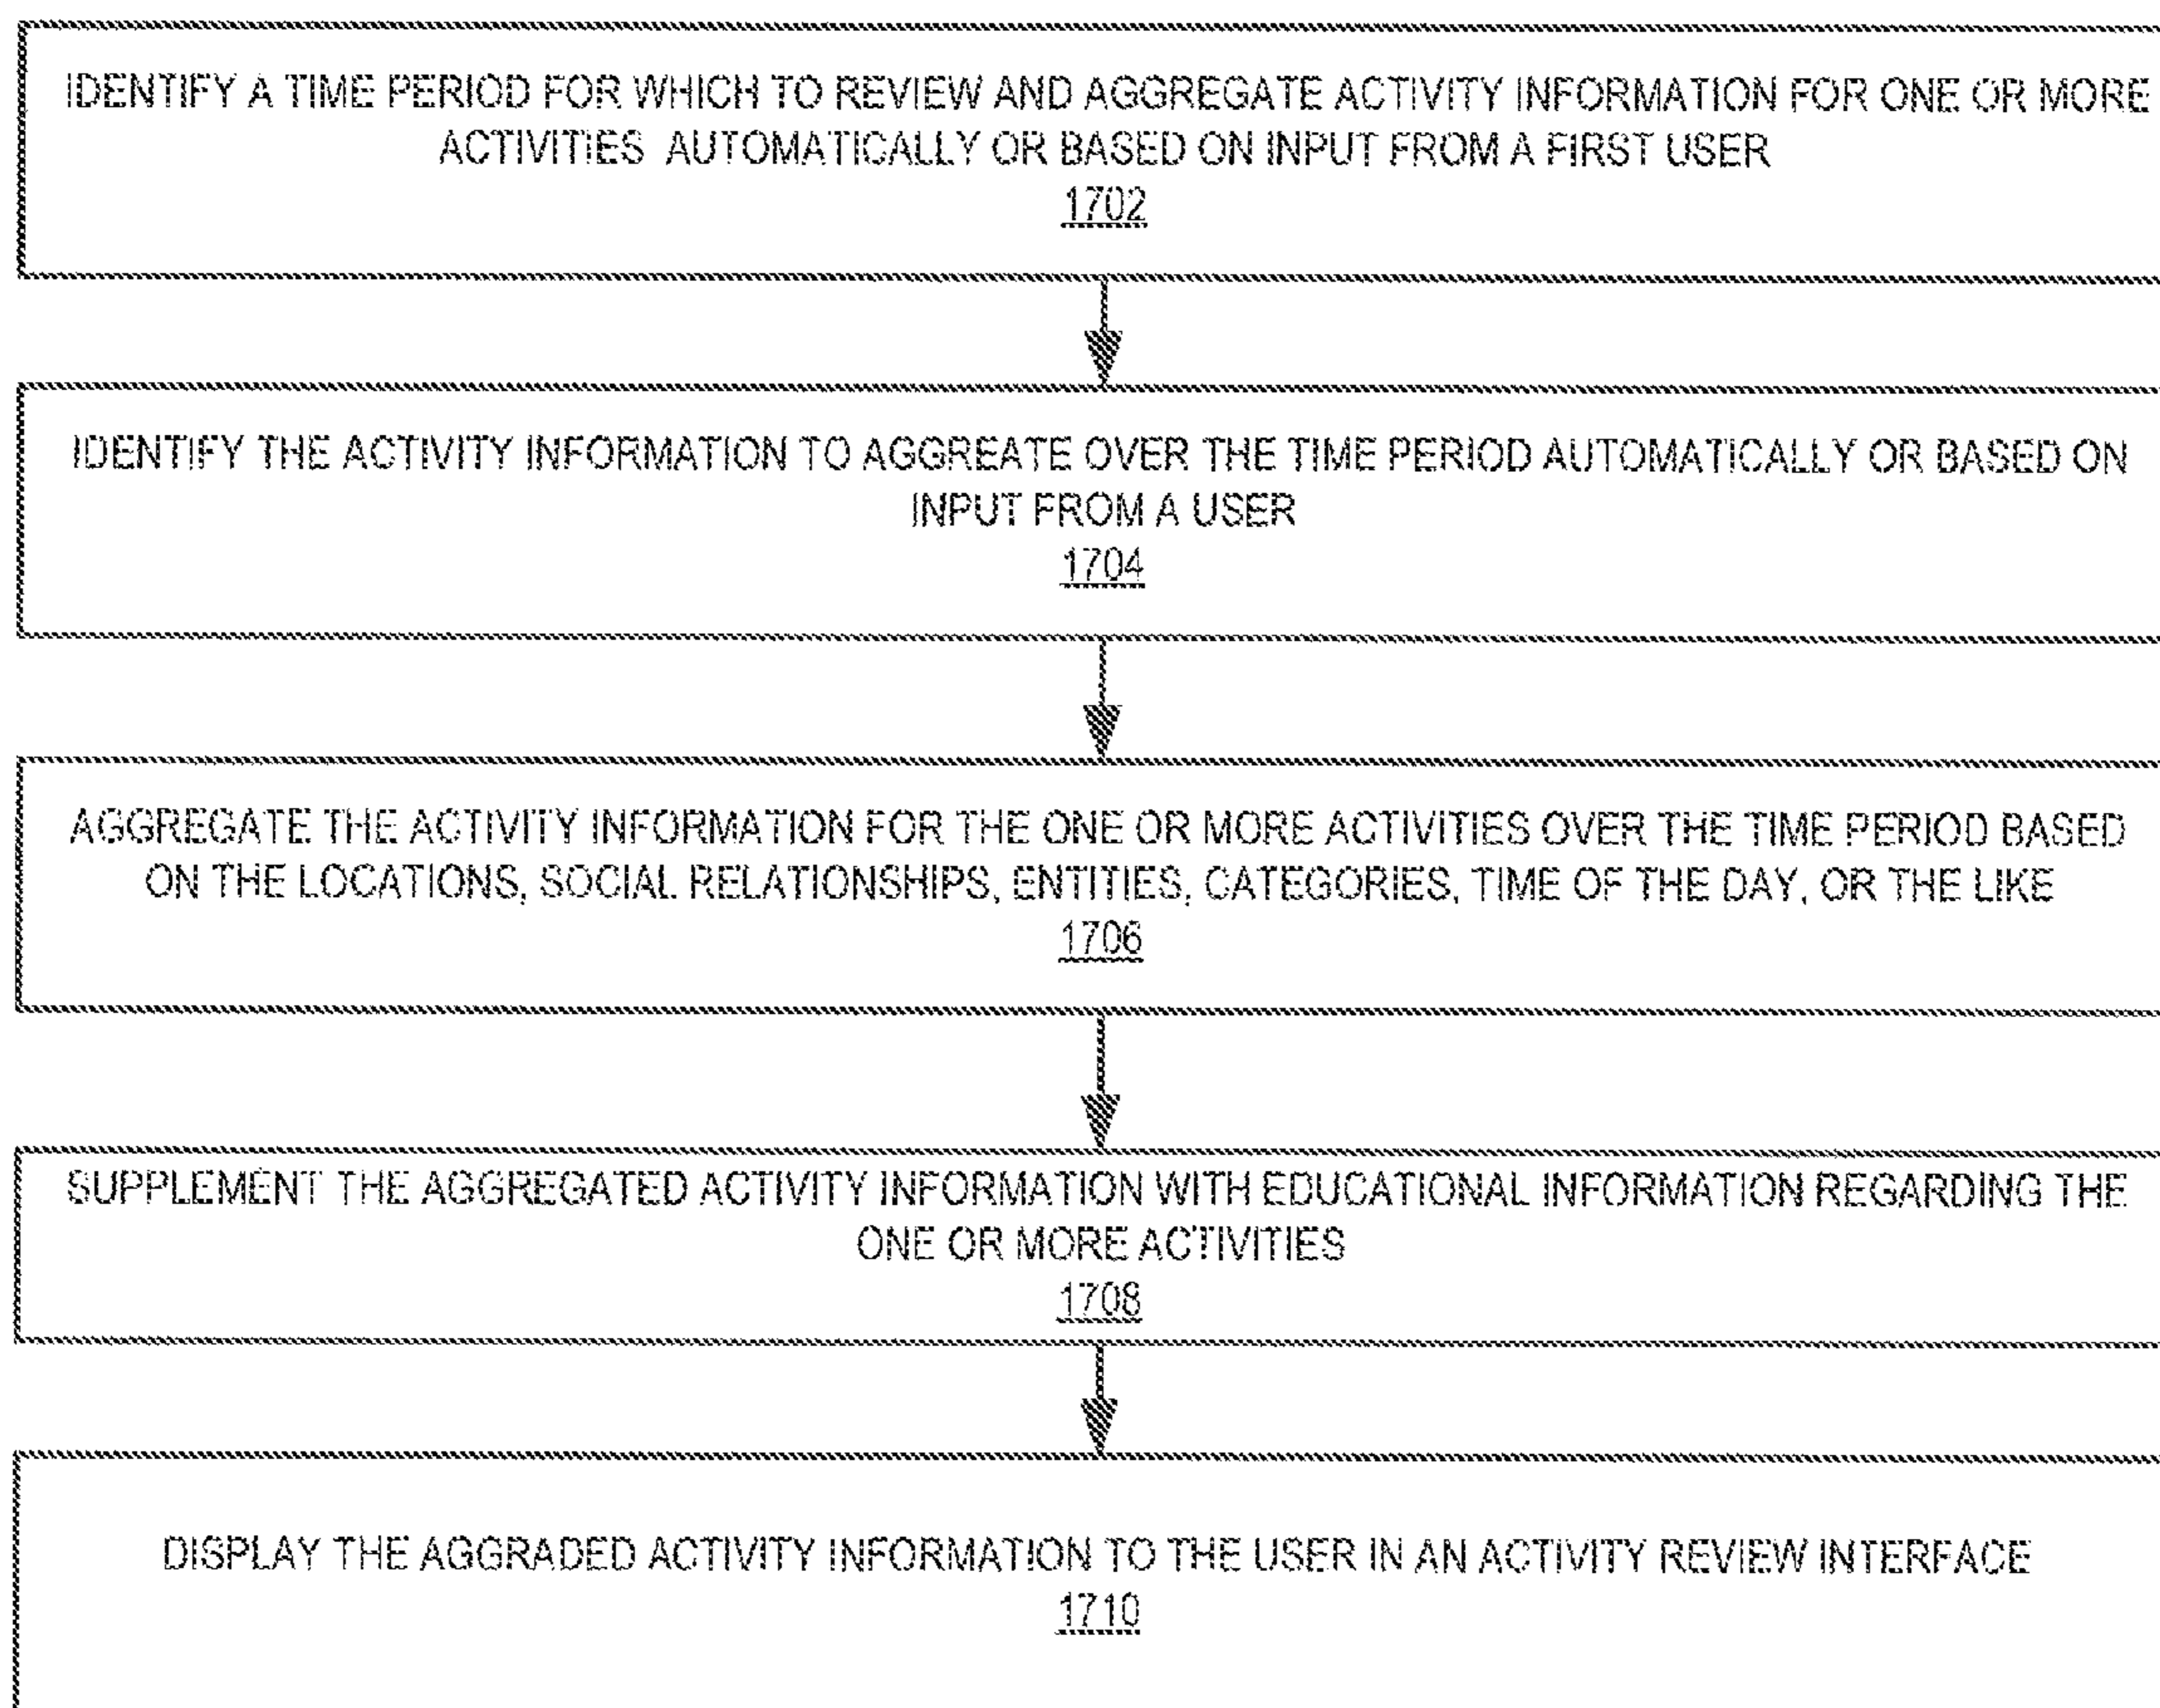 IDENTIFY A TIME PERIOD FOR WHICH TO REVIEW AND AGGREGATE ACTIVITY INFORMATION FOR ONE OR MORE
ACTIVITIES AUTOMATICALLY OR BASED ON INPUT FROM A FIRST USER
1702
IDENTIFY THE ACTIVITY INFORMATION TO AGGREATE OVER THE TIME PERIOD AUTOMATICALLY OR BASED ON
INPUT FROM A USER
1704
AGGREGATE THE ACTIVITY INFORMATION FOR THE ONE OR MORE ACTIVITIES OVER THE TIME PERIOD BASED
ON THE LOCATIONS, SOCIAL RELATIONSHIPS, ENTITIES, CATEGORIES, TIME OF THE DAY, OR THE LIKE
1706
SUPPLEMENT THE AGGREGATED ACTIVITY INFORMATION WITH EDUCATIONAL INFORMATION REGARDING THE
ONE OR MORE ACTIVITIES
1708
DISPLAY THE AGGRADED ACTIVITY INFORMATION TO THE USER IN AN ACTIVITY REVIEW INTERFACE
1710